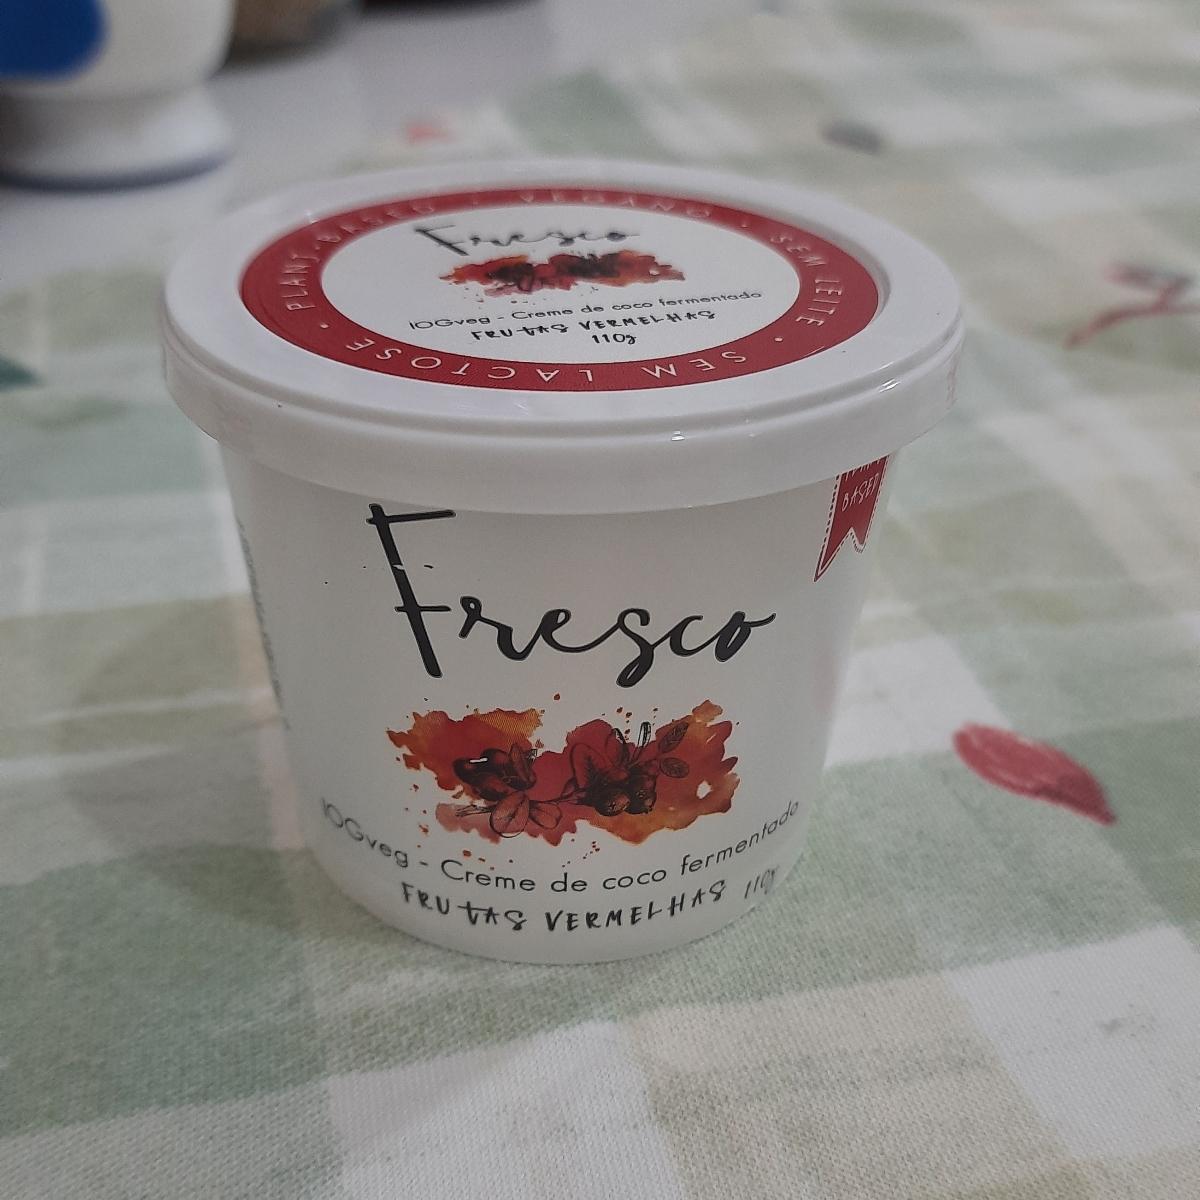 PLANT-BASED • VEGANO • SEM LEITE • SEM LACTOSE •
Fresco
IOGveg - Creme de coco fermentado
FRUTAS VERMELHAS
110g
BASED
Fresco
IOGveg - Creme de coco fermentado
FRUTAS VERMELHAS 110g